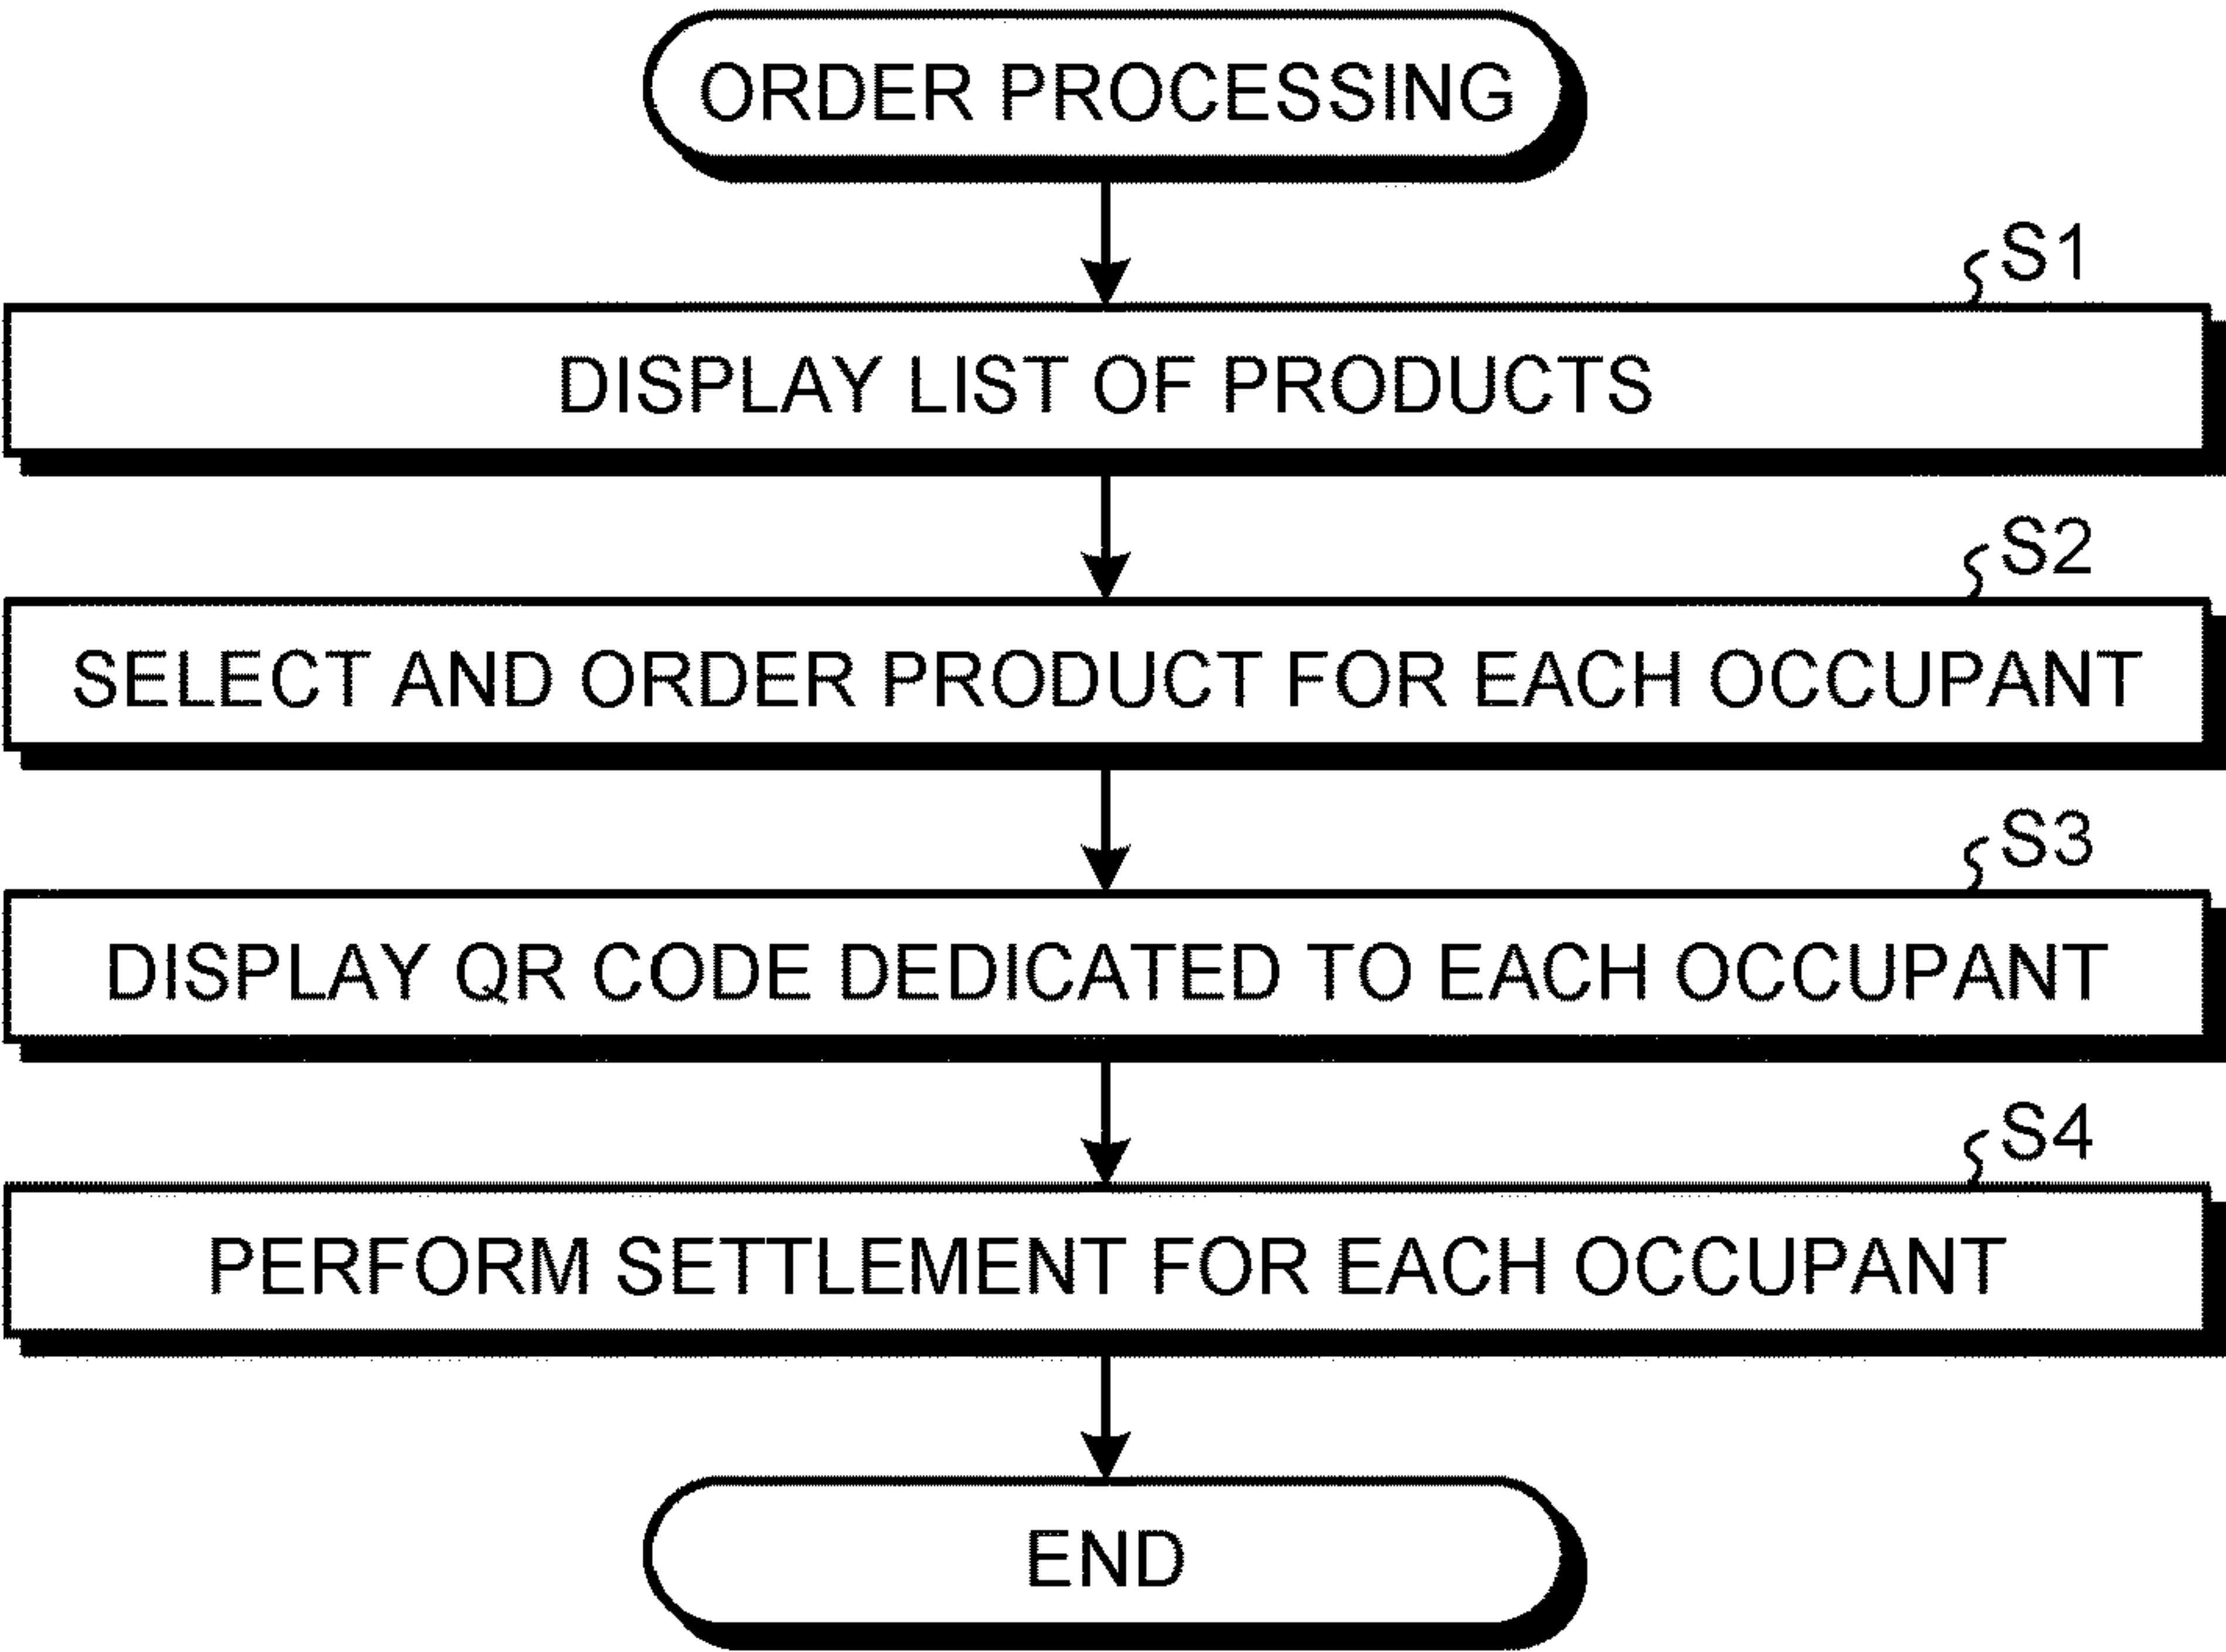 ORDER PROCESSING
S1
DISPLAY LIST OF PRODUCTS
S2
SELECT AND ORDER PRODUCT FOR EACH OCCUPANT
S3
DISPLAY QR CODE DEDICATED TO EACH OCCUPANT
S4
PERFORM SETTLEMENT FOR EACH OCCUPANT
END